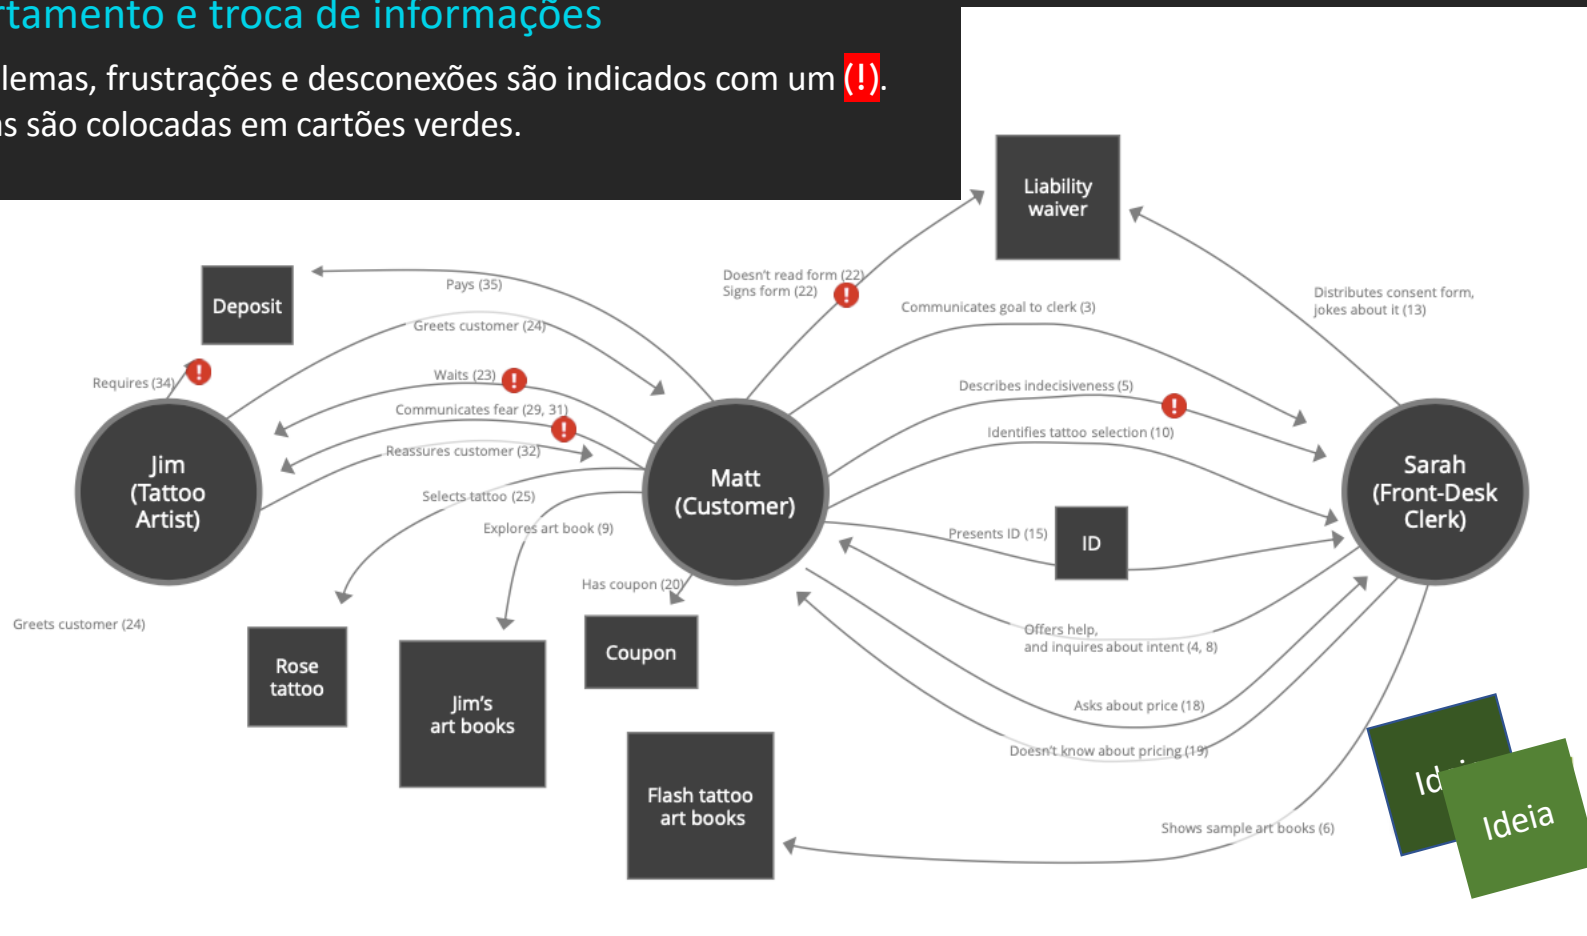 rtamento e troca de informações
lemas, frustrações e desconexões são indicados com um (!).
as são colocadas em cartões verdes.
Liability
waiver
Doesn't read form (22)
Signs form (22)
!
Distributes consent form,
jokes about it (13)
Deposit
Pays (35)
Communicates goal to clerk (3)
Greets customer (24)
Requires (34)
!
Waits (23)
!
Describes indecisiveness (5)
!
Communicates fear (29, 31)
!
Identifies tattoo selection (10)
Reassures customer (32)
Jim
(Tattoo
Artist)
Matt
(Customer)
Sarah
(Front-Desk
Clerk)
Selects tattoo (25)
Explores art book (9)
Presents ID (15)
ID
Has coupon (20)
Greets customer (24)
Offers help,
and inquires about intent (4, 8)
Rose
tattoo
Jim's
art books
Coupon
Asks about price (18)
Doesn't know about pricing (19)
Flash tattoo
art books
Shows sample art books (6)
Ideia